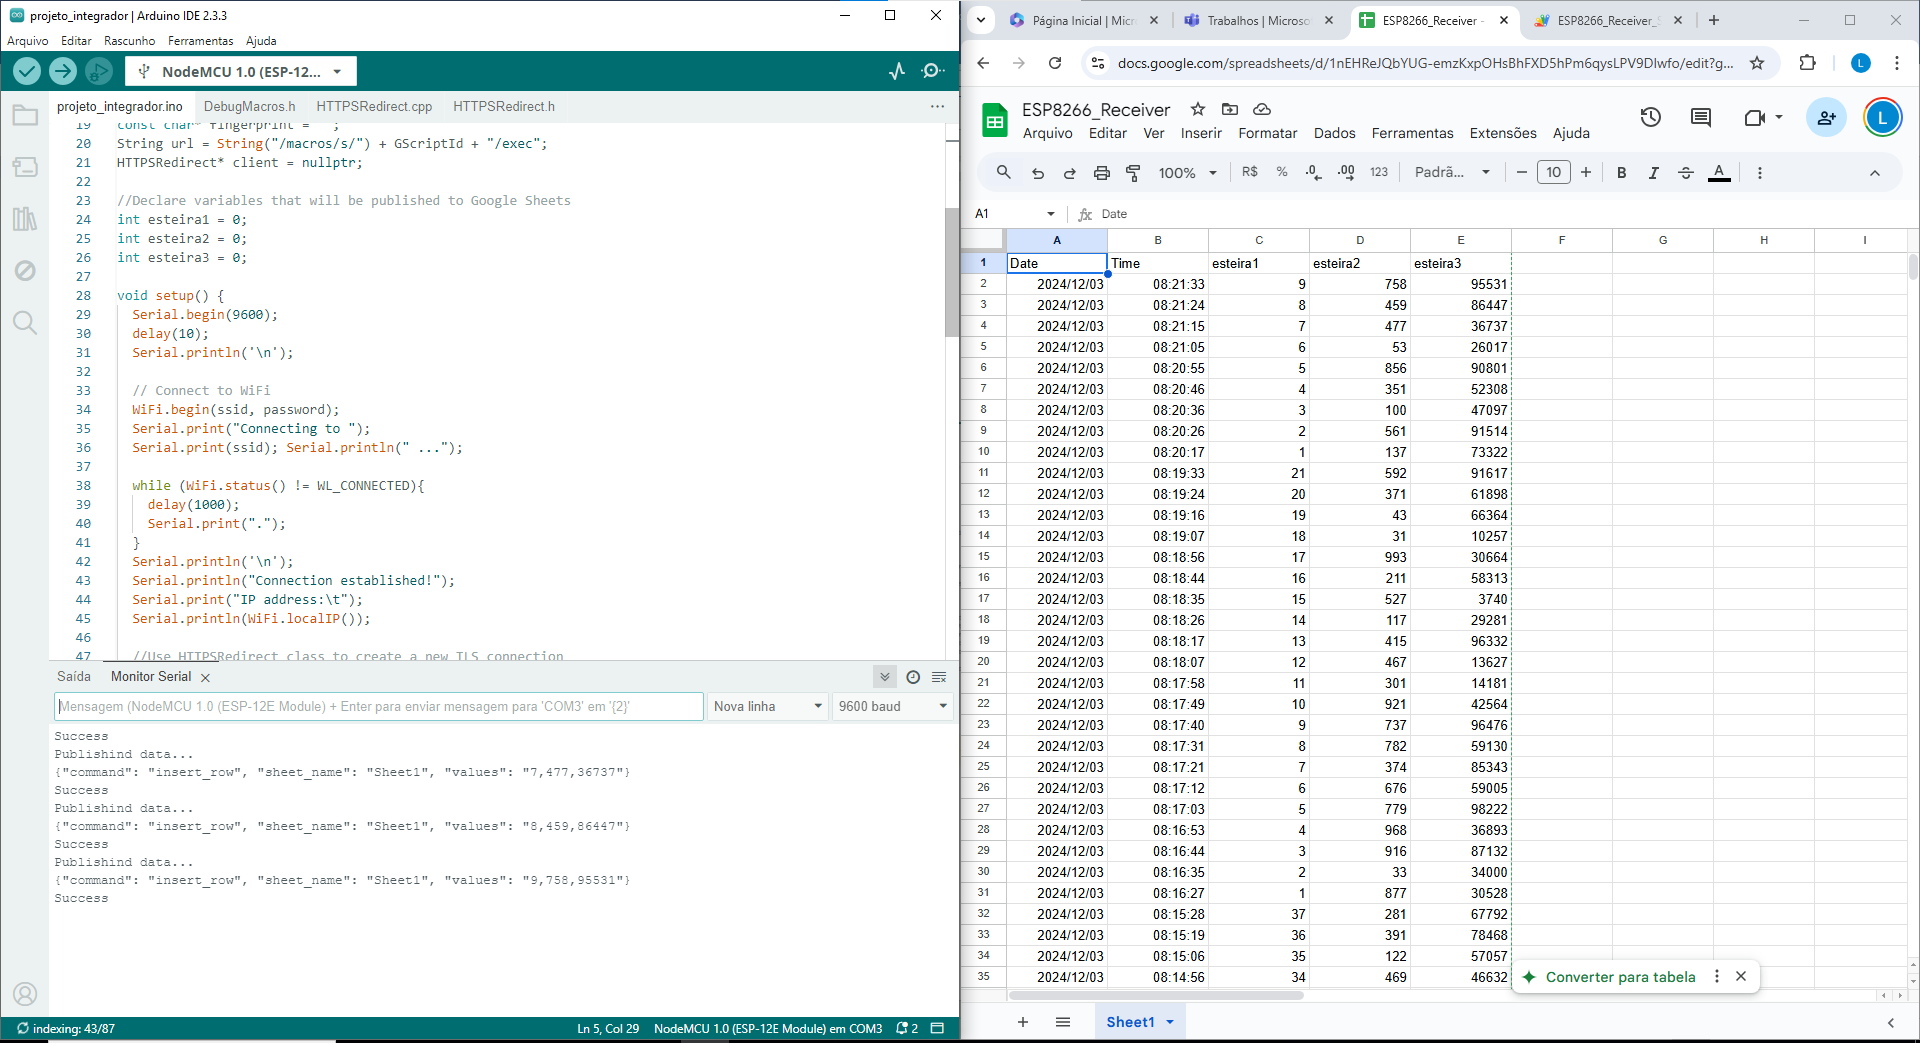 projeto_integrador | Arduino IDE 2.3.3
Arquivo Editar Rascunho Ferramentas Ajuda
NodeMCU 1.0 (ESP-12...
projeto_integrador.ino DebugMacros.h HTTPSRedirect.cpp HTTPSRedirect.h
19 const char* fingerprint = "";
20 String url = String("/macros/s/") + GScriptId + "/exec";
21 HTTPSRedirect* client = nullptr;
22
23 //Declare variables that will be published to Google Sheets
24 int esteira1 = 0;
25 int esteira2 = 0;
26 int esteira3 = 0;
27
28 void setup() {
29 Serial.begin(9600);
30 delay(10);
31 Serial.println('\n');
32
33 // Connect to WiFi
34 WiFi.begin(ssid, password);
35 Serial.print("Connecting to ");
36 Serial.print(ssid); Serial.println(" ...");
37
38 while (WiFi.status() != WL_CONNECTED){
39 delay(1000);
40 Serial.print(".");
41 }
42 Serial.println('\n');
43 Serial.println("Connection established!");
44 Serial.print("IP address:\t");
45 Serial.println(WiFi.localIP());
46
47 //Use HTTPSRedirect class to create a new TLS connection
Saída Monitor Serial
Mensagem (NodeMCU 1.0 (ESP-12E Module) + Enter para enviar mensagem para 'COM3' em '{2}'
Nova linha 9600 baud
Success
Publishind data...
{"command": "insert_row", "sheet_name": "Sheet1", "values": "7,477,36737"}
Success
Publishind data...
{"command": "insert_row", "sheet_name": "Sheet1", "values": "8,459,86447"}
Success
Publishind data...
{"command": "insert_row", "sheet_name": "Sheet1", "values": "9,758,95531"}
Success
indexing: 43/87 Ln 5, Col 29 NodeMCU 1.0 (ESP-12E Module) em COM3 2
Página Inicial | Micr Trabalhos | Microso ESP8266_Receiver - ESP8266_Receiver_S
docs.google.com/spreadsheets/d/1nEHReJQbYUG-emzKxpOHsBhFXD5hPm6qysLPV9DIwfo/edit?g... L
ESP8266_Receiver
L
Arquivo Editar Ver Inserir Formatar Dados Ferramentas Extensões Ajuda
100% R$ % .0 .00 123 Padrã... 10 B I S A
A1 fx Date
A B C D E F G H I
1 Date Time esteira1 esteira2 esteira3
2 2024/12/03 08:21:33 9 758 95531
3 2024/12/03 08:21:24 8 459 86447
4 2024/12/03 08:21:15 7 477 36737
5 2024/12/03 08:21:05 6 53 26017
6 2024/12/03 08:20:55 5 856 90801
7 2024/12/03 08:20:46 4 351 52308
8 2024/12/03 08:20:36 3 100 47097
9 2024/12/03 08:20:26 2 561 91514
10 2024/12/03 08:20:17 1 137 73322
11 2024/12/03 08:19:33 21 592 91617
12 2024/12/03 08:19:24 20 371 61898
13 2024/12/03 08:19:16 19 43 66364
14 2024/12/03 08:19:07 18 31 10257
15 2024/12/03 08:18:56 17 993 30664
16 2024/12/03 08:18:44 16 211 58313
17 2024/12/03 08:18:35 15 527 3740
18 2024/12/03 08:18:26 14 117 29281
19 2024/12/03 08:18:17 13 415 96332
20 2024/12/03 08:18:07 12 467 13627
21 2024/12/03 08:17:58 11 301 14181
22 2024/12/03 08:17:49 10 921 42564
23 2024/12/03 08:17:40 9 737 96476
24 2024/12/03 08:17:31 8 782 59130
25 2024/12/03 08:17:21 7 374 85343
26 2024/12/03 08:17:12 6 676 59005
27 2024/12/03 08:17:03 5 779 98222
28 2024/12/03 08:16:53 4 968 36893
29 2024/12/03 08:16:44 3 916 87132
30 2024/12/03 08:16:35 2 33 34000
31 2024/12/03 08:16:27 1 877 30528
32 2024/12/03 08:15:28 37 281 67792
33 2024/12/03 08:15:19 36 391 78468
34 2024/12/03 08:15:06 35 122 57057
35 2024/12/03 08:14:56 34 469 46632
Converter para tabela
Sheet1